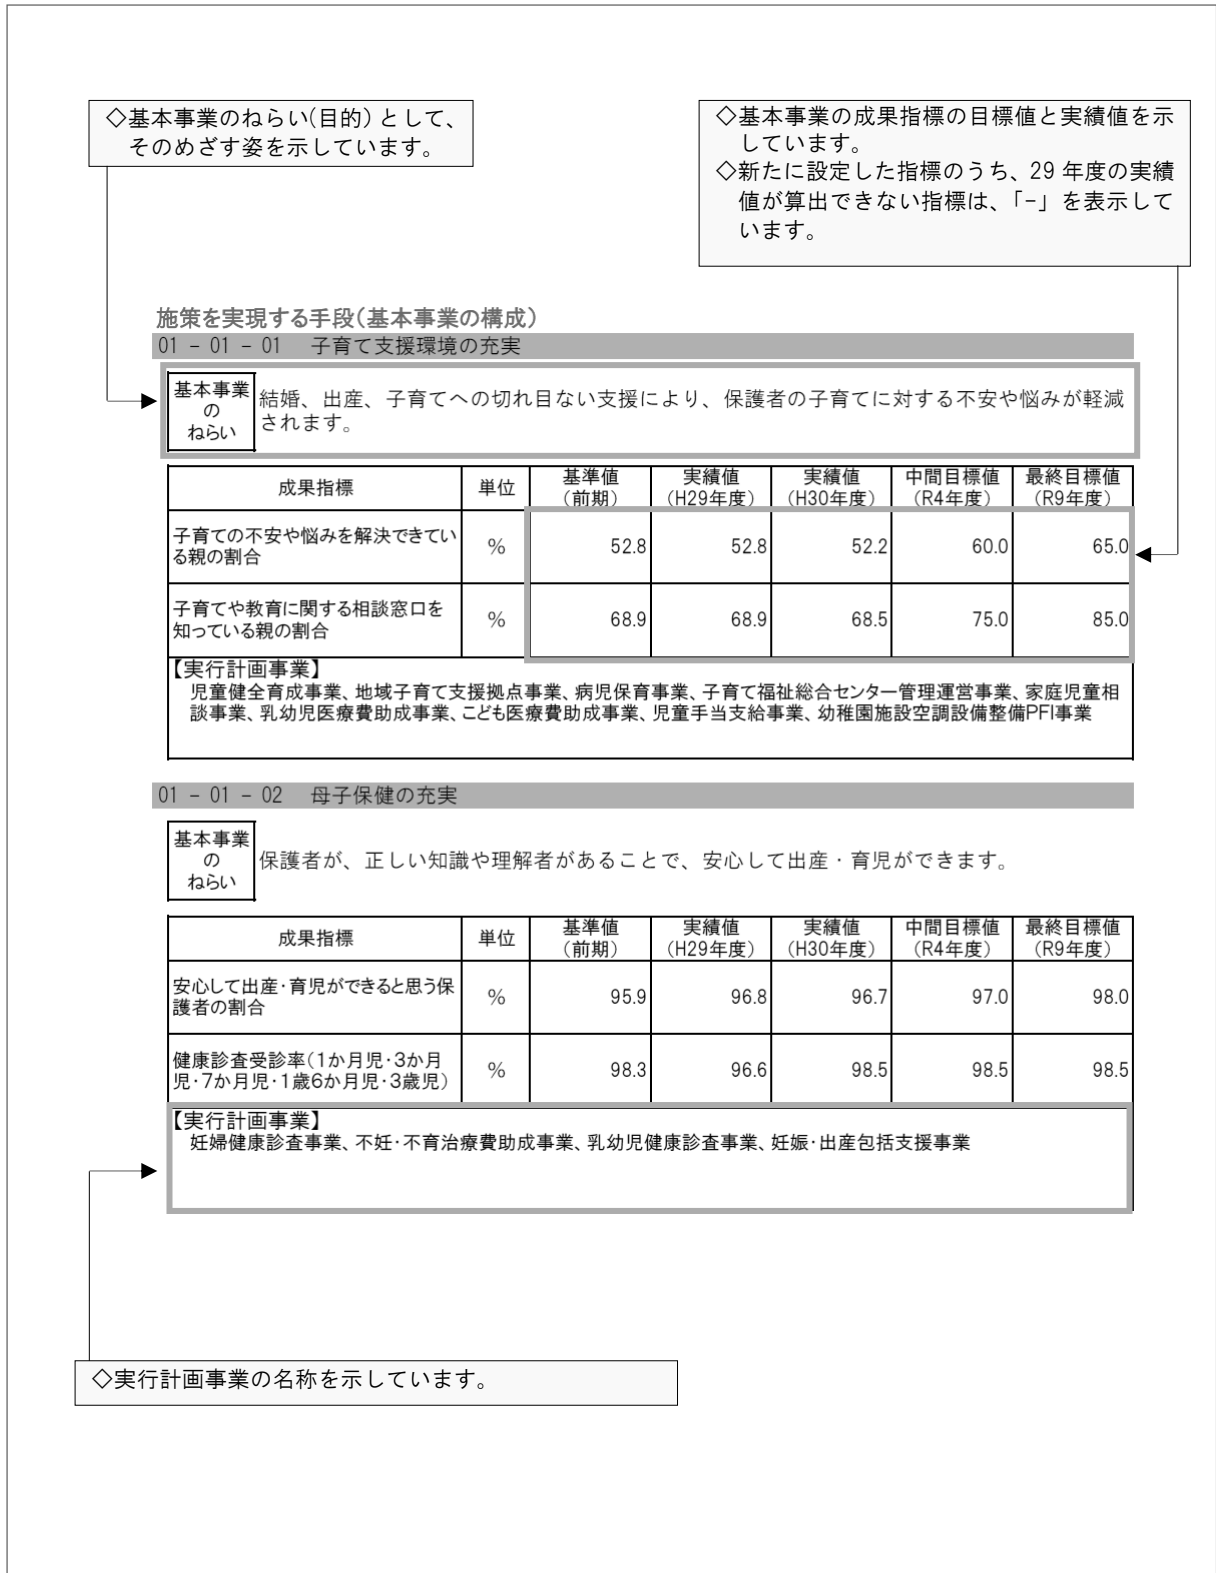 ◇基本事業のねらい(目的)として、
そのめざす姿を示しています。
◇基本事業の成果指標の目標値と実績値を示
しています。
◇新たに設定した指標のうち、29 年度の実績
値が算出できない指標は、「-」を表示して
います。
施策を実現する手段(基本事業の構成)
01 - 01 - 01 子育て支援環境の充実
基本事業
の
ねらい
結婚、出産、子育てへの切れ目ない支援により、保護者の子育てに対する不安や悩みが軽減
されます。
成果指標 単位 基準値 実績値 実績値 中間目標値 最終目標値
(前期) (H29年度) (H30年度) (R4年度) (R9年度)
子育ての不安や悩みを解決できてい
る親の割合
% 52.8 52.8 52.2 60.0 65.0
子育てや教育に関する相談窓口を
知っている親の割合
% 68.9 68.9 68.5 75.0 85.0
【実行計画事業】
児童健全育成事業、地域子育て支援拠点事業、病児保育事業、子育て福祉総合センター管理運営事業、家庭児童相
談事業、乳幼児医療費助成事業、こども医療費助成事業、児童手当支給事業、幼稚園施設空調設備整備PFI事業
01 - 01 - 02 母子保健の充実
基本事業
の
ねらい
保護者が、正しい知識や理解者があることで、安心して出産・育児ができます。
成果指標 単位 基準値 実績値 実績値 中間目標値 最終目標値
(前期) (H29年度) (H30年度) (R4年度) (R9年度)
安心して出産・育児ができると思う保
護者の割合
% 95.9 96.8 96.7 97.0 98.0
健康診査受診率(1か月児・3か月
児・7か月児・1歳6か月児・3歳児)
% 98.3 96.6 98.5 98.5 98.5
【実行計画事業】
妊婦健康診査事業、不妊・不育治療費助成事業、乳幼児健康診査事業、妊娠・出産包括支援事業
◇実行計画事業の名称を示しています。